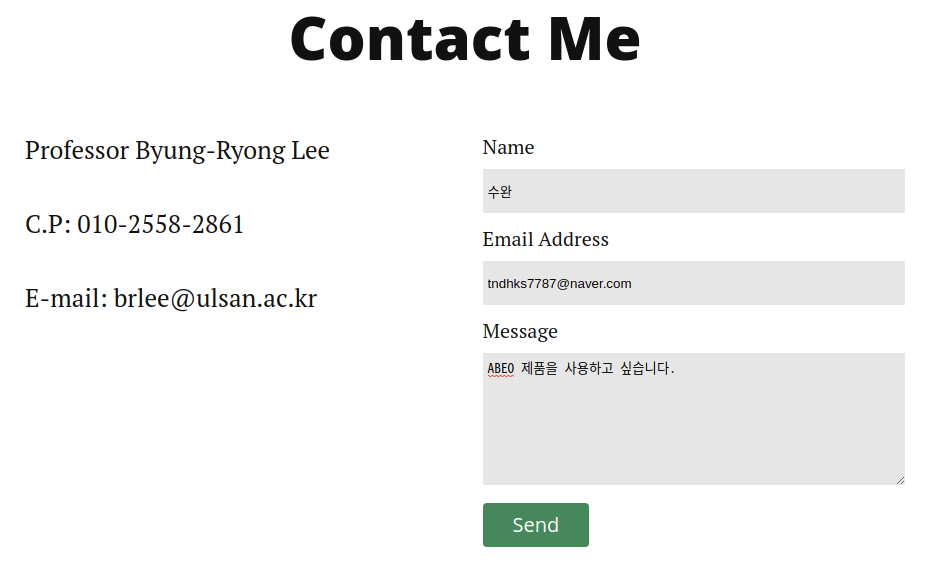 Contact Me
Professor Byung-Ryong Lee
C.P: 010-2558-2861
E-mail: brlee@ulsan.ac.kr
Name
수완
Email Address
tndhks7787@naver.com
Message
ABEO 제품을 사용하고 싶습니다.
Send